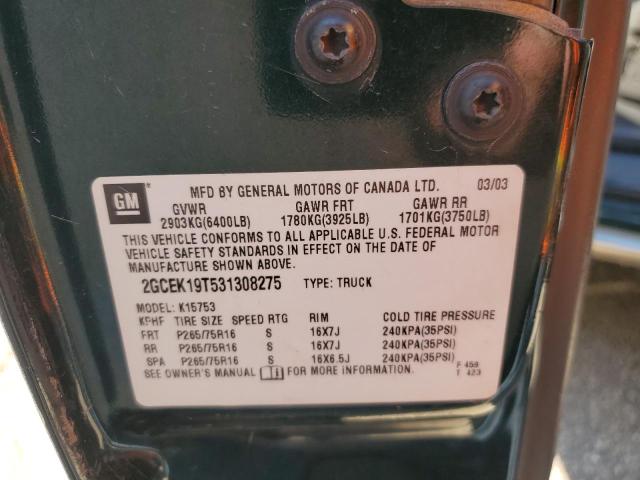 GM
MFD BY GENERAL MOTORS OF CANADA LTD. 03/03
GVWR GAWR FRT GAWR RR
2903KG(6400LB) 1780KG(3925LB) 1701KG(3750LB)
THIS VEHICLE CONFORMS TO ALL APPLICABLE U.S. FEDERAL MOTOR
VEHICLE SAFETY STANDARDS IN EFFECT ON THE DATE OF
MANUFACTURE SHOWN ABOVE.
2GCEK19T531308275 TYPE: TRUCK
MODEL: K15753
KPHF TIRE SIZE SPEED RTG RIM COLD TIRE PRESSURE
FRT P265/75R16 S 16X7J 240KPA(35PSI)
RR P265/75R16 S 16X7J 240KPA(35PSI)
SPA P265/75R16 S 16X6.5J 240KPA(35PSI)
SEE OWNER'S MANUAL FOR MORE INFORMATION.
F 459
T 423